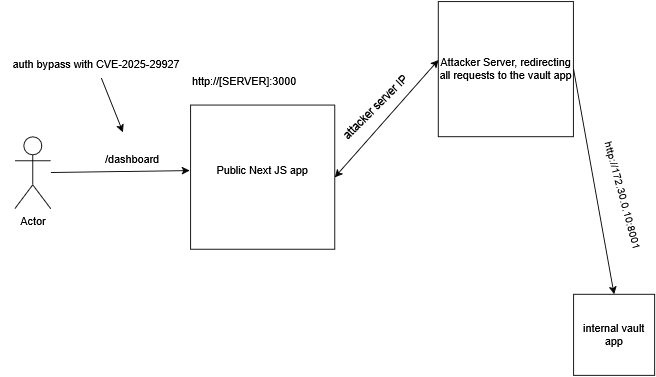 auth bypass with CVE-2025-29927
http://[SERVER]:3000
Attacker Server, redirecting
all requests to the vault app
attacker server IP
/dashboard
Public Next JS app
Actor
http://172.30.0.10:8001
internal vault
app